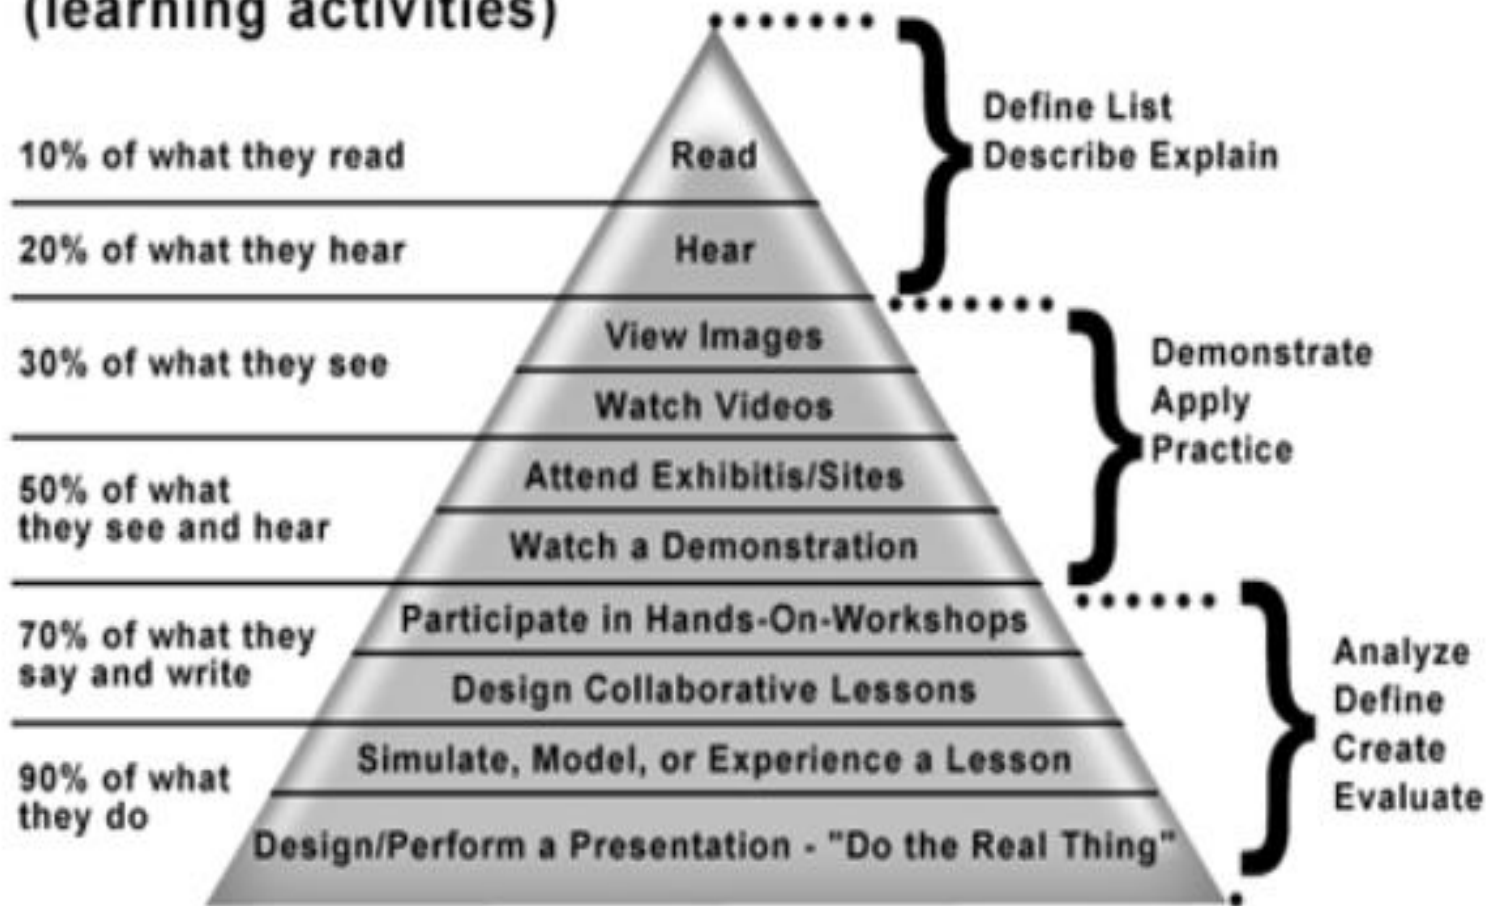 (learning activities)
10% of what they read
Read
Define List
Describe Explain
20% of what they hear
Hear
30% of what they see
View Images
Watch Videos
Demonstrate
Apply
Practice
50% of what
they see and hear
Attend Exhibitis/Sites
Watch a Demonstration
70% of what they
say and write
Participate in Hands-On-Workshops
Design Collaborative Lessons
Analyze
Define
Create
Evaluate
90% of what
they do
Simulate, Model, or Experience a Lesson
Design/Perform a Presentation - "Do the Real Thing"